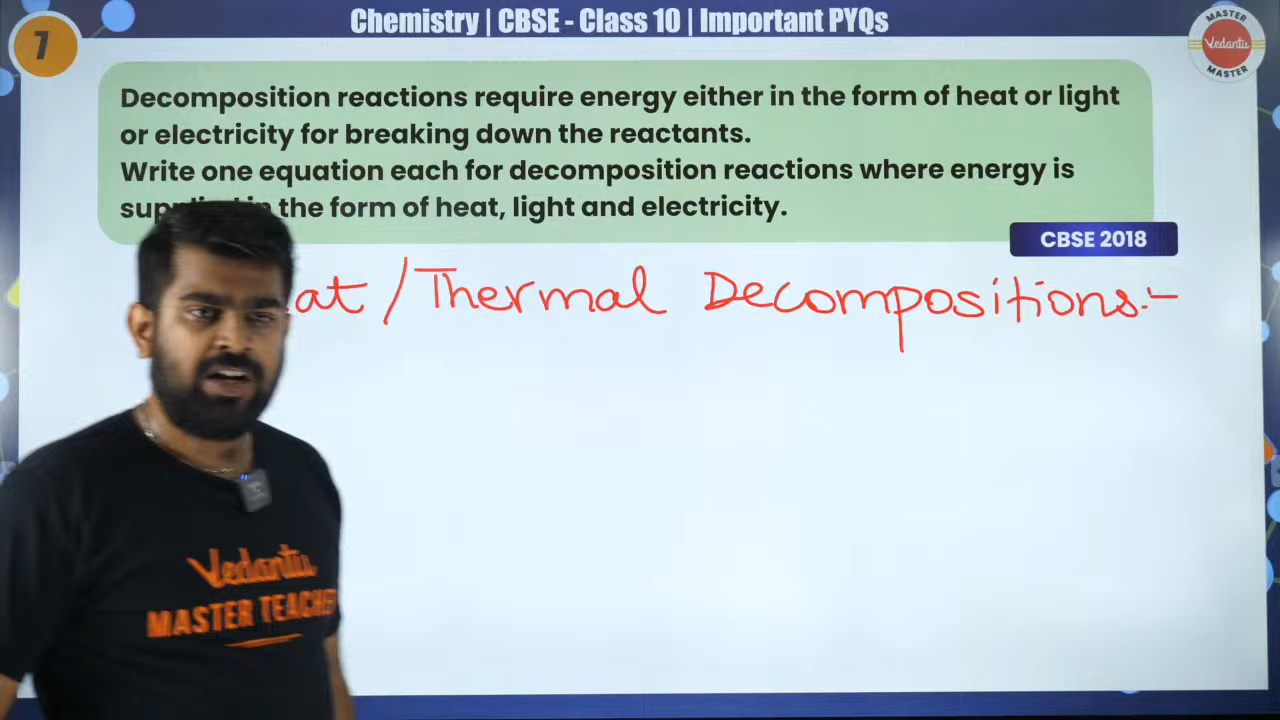 Chemistry | CBSE - Class 10 | Important PYQs
7
MASTER
Vedantu
MASTER
Decomposition reactions require energy either in the form of heat or light
or electricity for breaking down the reactants.
Write one equation each for decomposition reactions where energy is
in the form of heat, light and electricity.
CBSE 2018
/Thermal Decompositions:-
Vedantu
MASTER TEACHER